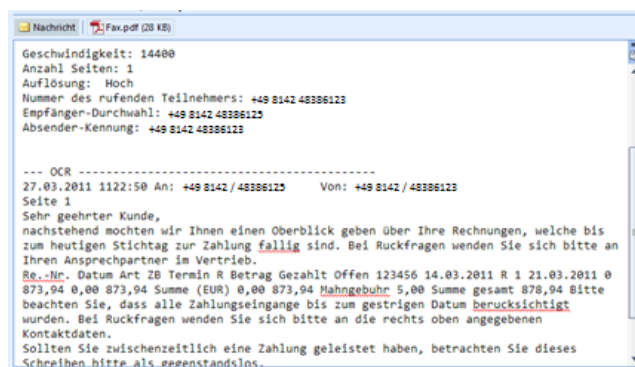 Nachricht Fax.pdf (28 KB)
Geschwindigkeit: 14400
Anzahl Seiten: 1
Auflösung: Hoch
Nummer des rufenden Teilnehmers: +49 8142 48386123
Empfänger-Durchwahl: +49 8142 48386125
Absender-Kennung: +49 8142 48386123
--- OCR -----------------------------------------
27.03.2011 1122:50 An: +49 8142 / 48386125 Von: +49 8142 / 48386123
Seite 1
Sehr geehrter Kunde,
nachstehend mochten wir Ihnen einen Oberblick geben über Ihre Rechnungen, welche bis
zum heutigen Stichtag zur Zahlung fallig sind. Bei Ruckfragen wenden Sie sich bitte an
Ihren Ansprechpartner im Vertrieb.
Re.-Nr. Datum Art ZB Termin R Betrag Gezahlt Offen 123456 14.03.2011 R 1 21.03.2011 0
873,94 0,00 873,94 Summe (EUR) 0,00 873,94 Mahngebuhr 5,00 Summe gesamt 878,94 Bitte
beachten Sie, dass alle Zahlungseingange bis zum gestrigen Datum berucksichtigt
wurden. Bei Ruckfragen wenden Sie sich bitte an die rechts oben angegebenen
Kontaktdaten.
Sollten Sie zwischenzeitlich eine Zahlung geleistet haben, betrachten Sie dieses
Schreiben bitte als gegenstandslos.